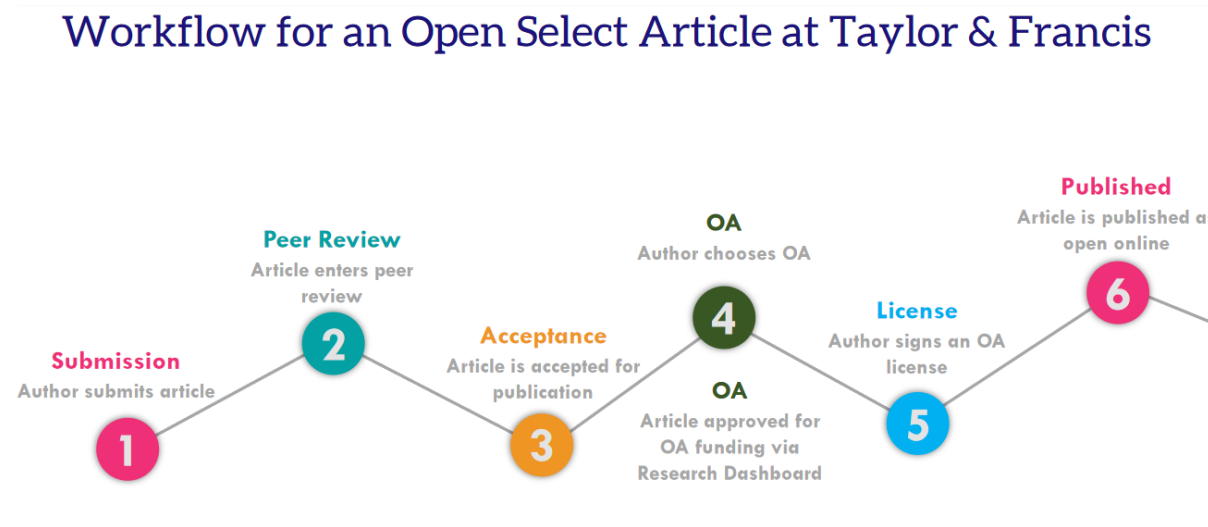 Workflow for an Open Select Article at Taylor & Francis
Submission
Author submits article
1
Peer Review
Article enters peer
review
2
Acceptance
Article is accepted for
publication
3
OA
Author chooses OA
4
OA
Article approved for
OA funding via
Research Dashboard
License
Author signs an OA
license
5
Published
Article is published
open online
6